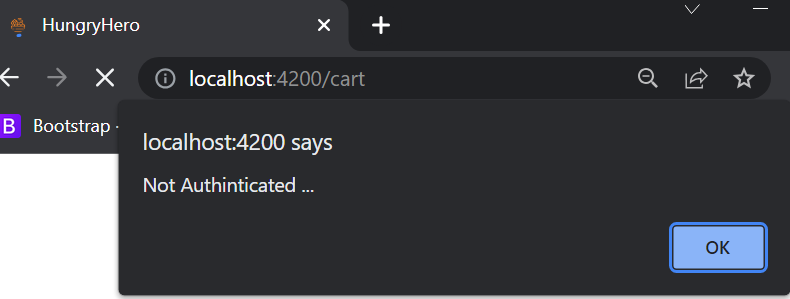 HungryHero
localhost:4200/cart
B Bootstrap
localhost:4200 says
Not Authinticated ...
OK